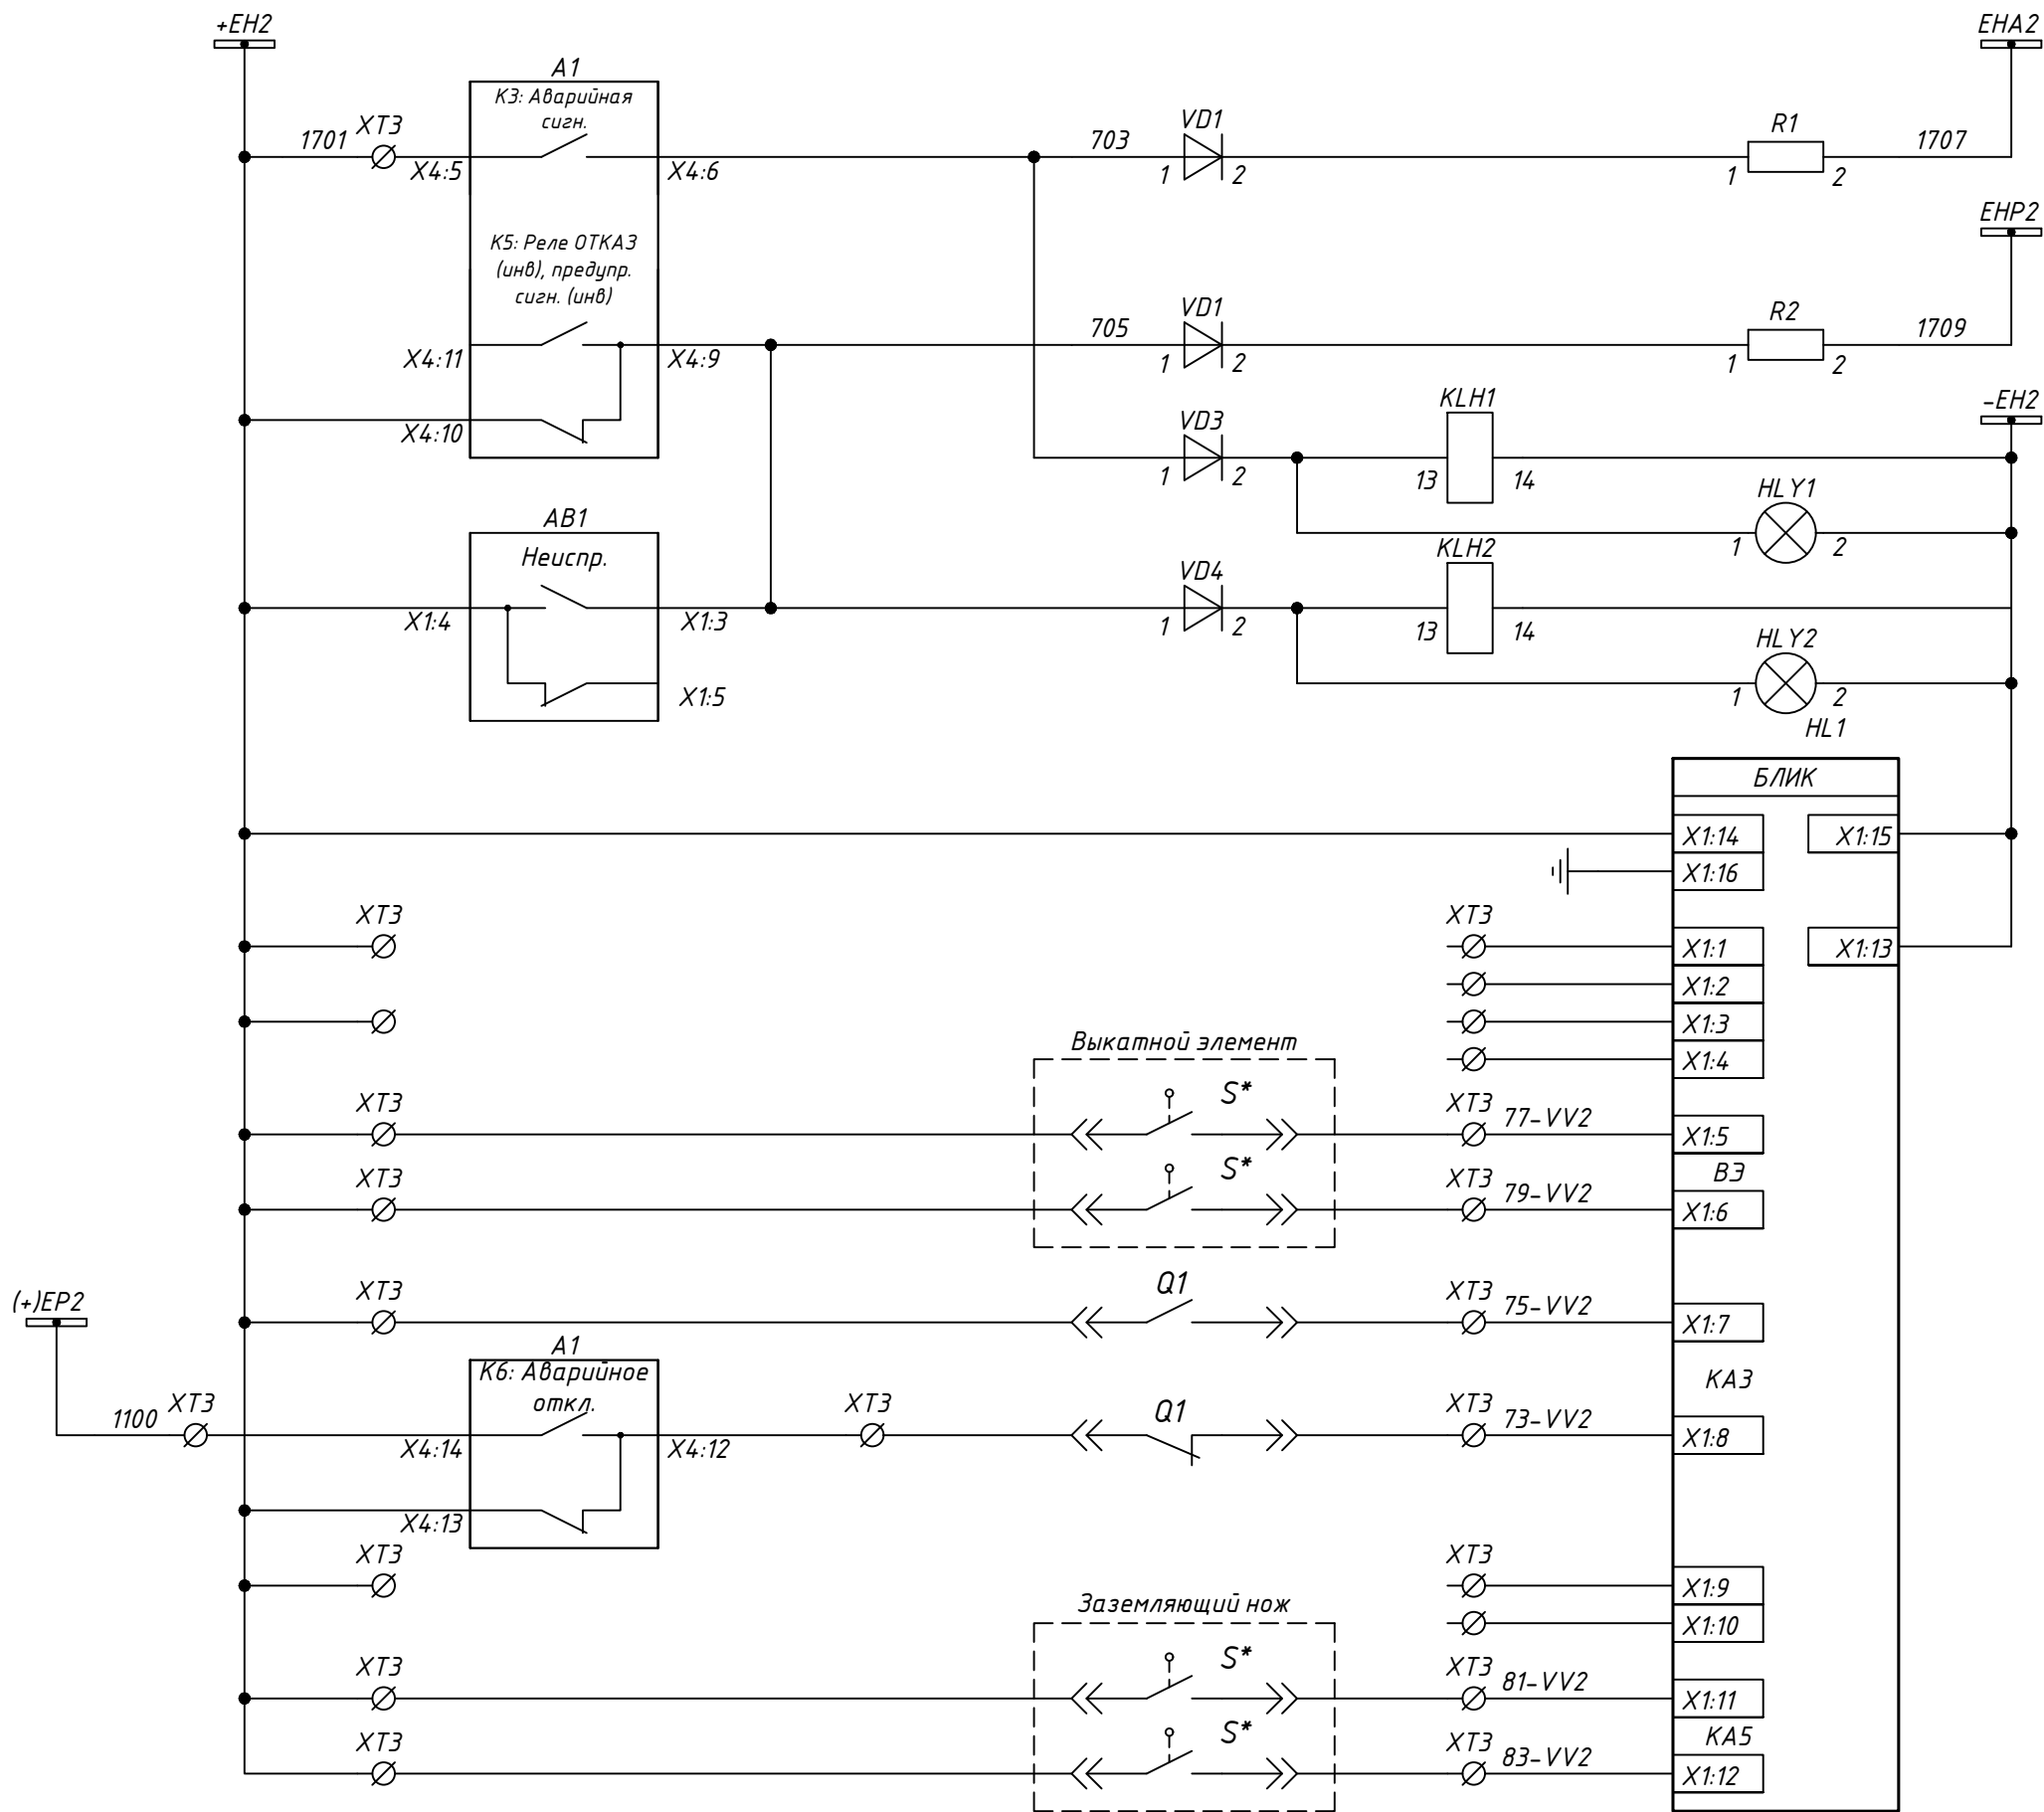 +EH2
EHA2
A1
K3: Аварийная
сигн.
1701
XT3
X4:5
X4:6
703
VD1
1
2
R1
1
2
1707
EHP2
K5: Реле ОТКАЗ
(инв), предупр.
сигн. (инв)
X4:11
X4:9
705
VD1
1
2
R2
1
2
1709
X4:10
VD3
1
2
KLH1
13
14
-EH2
HLY1
1
2
AB1
Неиспр.
X1:4
X1:3
X1:5
VD4
1
2
KLH2
13
14
HLY2
1
2
HL1
БЛИК
X1:14
X1:15
X1:16
XT3
XT3
X1:1
X1:13
X1:2
X1:3
X1:4
Выкатной элемент
XT3
S*
XT3
77-VV2
X1:5
ВЭ
XT3
S*
XT3
79-VV2
X1:6
(+)EP2
XT3
Q1
XT3
75-VV2
X1:7
A1
K6: Аварийное
откл.
КАЗ
1100
XT3
X4:14
X4:12
XT3
Q1
XT3
73-VV2
X1:8
X4:13
XT3
XT3
X1:9
X1:10
Заземляющий нож
XT3
S*
XT3
81-VV2
X1:11
КА5
XT3
S*
XT3
83-VV2
X1:12